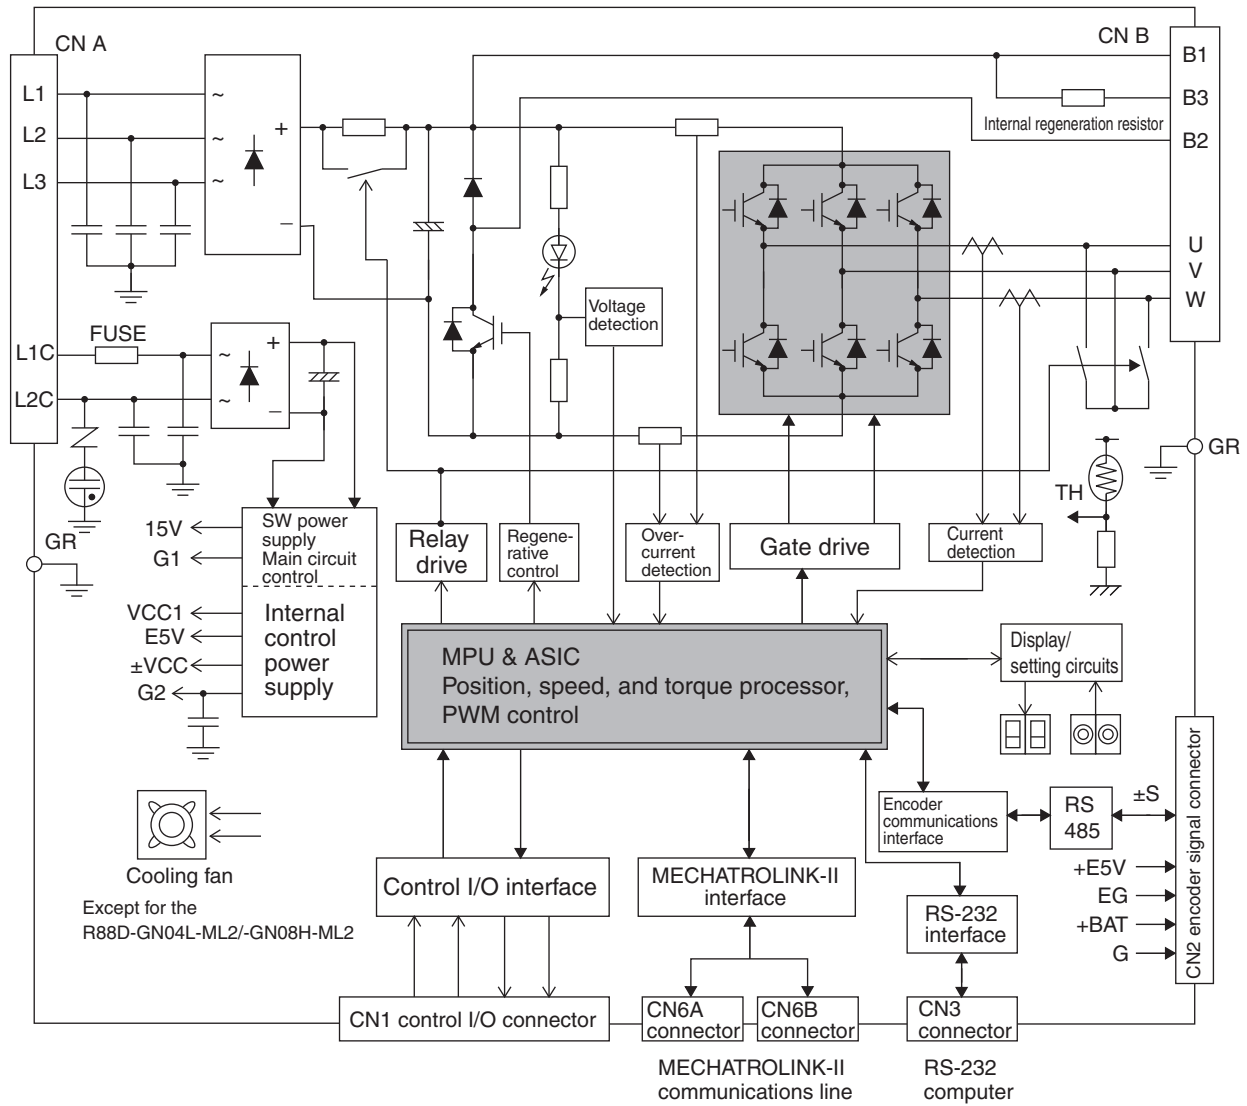 CN A
CN B
L1
L2
L3
L1C
L2C
FUSE
~
~
~
+
−
~
~
+
−
B1
B3
Internal regeneration resistor
B2
U
V
W
Voltage
detection
GR
TH
GR
15V
G1
VCC1
E5V
±VCC
G2
SW power
supply
Main circuit
control
Internal
control
power
supply
Relay
drive
Regene-
rative
control
Over-
current
detection
Gate drive
Current
detection
MPU & ASIC
Position, speed, and torque processor,
PWM control
Display/
setting circuits
Encoder
communications
interface
RS
485
±S
+E5V
EG
+BAT
G
CN2 encoder signal connector
Cooling fan
Except for the
R88D-GN04L-ML2/-GN08H-ML2
Control I/O interface
MECHATROLINK-II
interface
RS-232
interface
CN1 control I/O connector
CN6A
connector
CN6B
connector
CN3
connector
MECHATROLINK-II
communications line
RS-232
computer